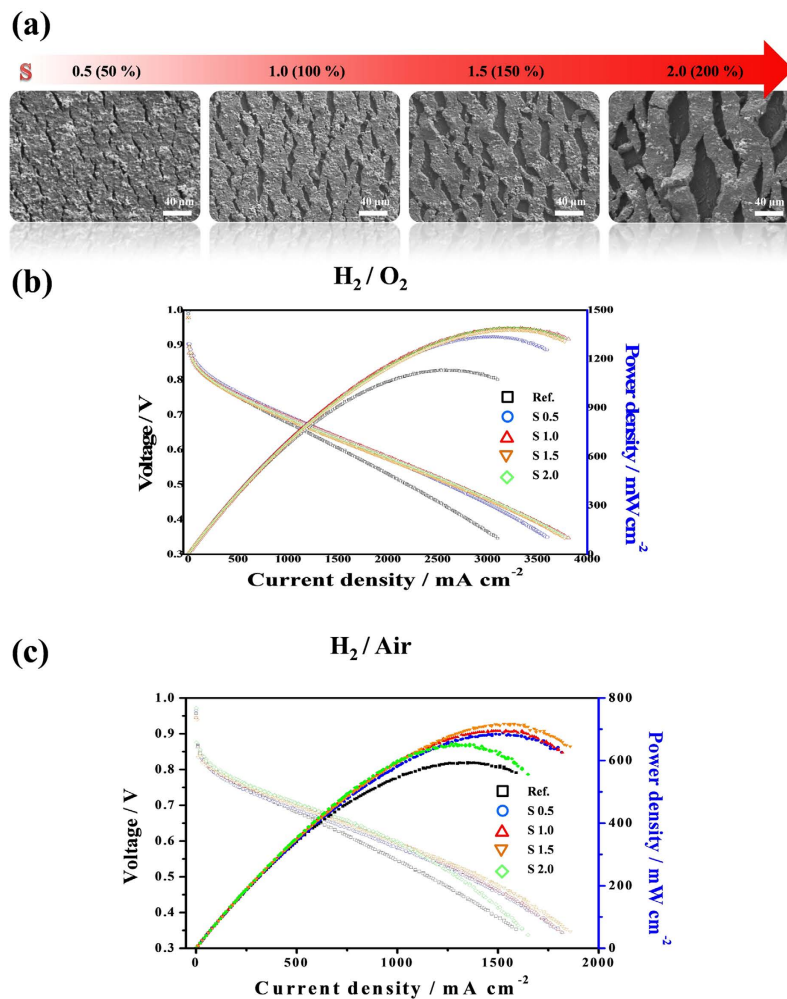 (a)
S 0.5 (50 %) 1.0 (100 %) 1.5 (150 %) 2.0 (200 %)
40 μm 40 μm 40 μm 40 μm
(b)
H2 / O2
1.0
0.9
0.8
0.7
0.6
0.5
0.4
0.3
Voltage / V
1500
1200
900
600
300
0
Power density / mW cm-2
Ref.
S 0.5
S 1.0
S 1.5
S 2.0
0 500 1000 1500 2000 2500 3000 3500 4000
Current density / mA cm-2
(c)
H2 / Air
1.0
0.9
0.8
0.7
0.6
0.5
0.4
0.3
Voltage / V
800
600
400
200
0
Power density / mW cm-2
Ref.
S 0.5
S 1.0
S 1.5
S 2.0
0 500 1000 1500 2000
Current density / mA cm-2